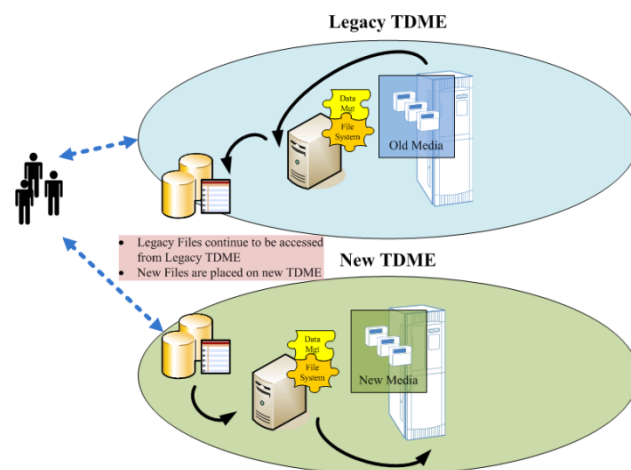 Legacy TDME
Data
Mgt
File
System
Old Media
• Legacy Files continue to be accessed
from Legacy TDME
• New Files are placed on new TDME
New TDME
Data
Mgt
File
System
New Media